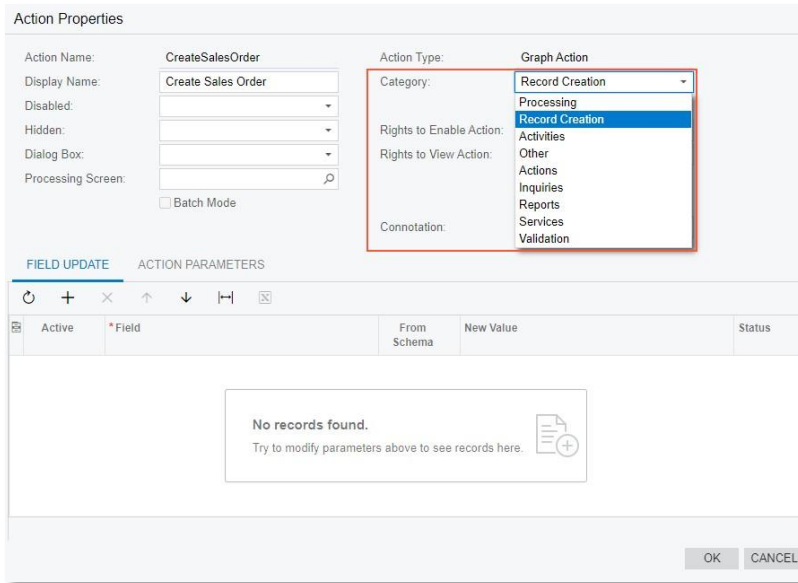 Action Properties
Action Name: CreateSalesOrder Action Type: Graph Action
Display Name: Create Sales Order Category: Record Creation
Disabled: Processing
Record Creation
Hidden: Rights to Enable Action: Activities
Dialog Box: Rights to View Action: Other
Actions
Processing Screen: Inquiries
Batch Mode Reports
Connotation: Services
Validation
FIELD UPDATE ACTION PARAMETERS
Active *Field From Schema New Value Status
No records found.
Try to modify parameters above to see records here.
OK CANCEL